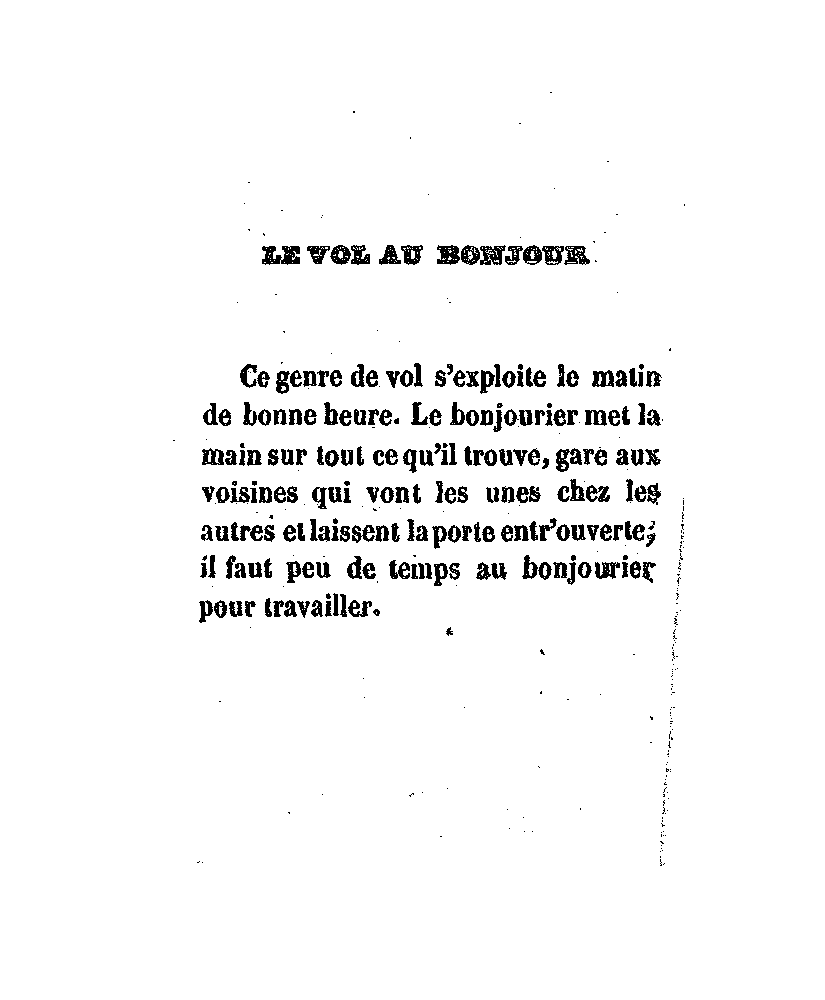 LE VOL AU BONJOUR
Ce genre de vol s'exploite le matin
de bonne heure. Le bonjourier met la
main sur tout ce qu'il trouve, gare aux
voisines qui vont les unes chez les
autres et laissent la porte entr'ouverte;
il faut peu de temps au bonjourier
pour travailler.